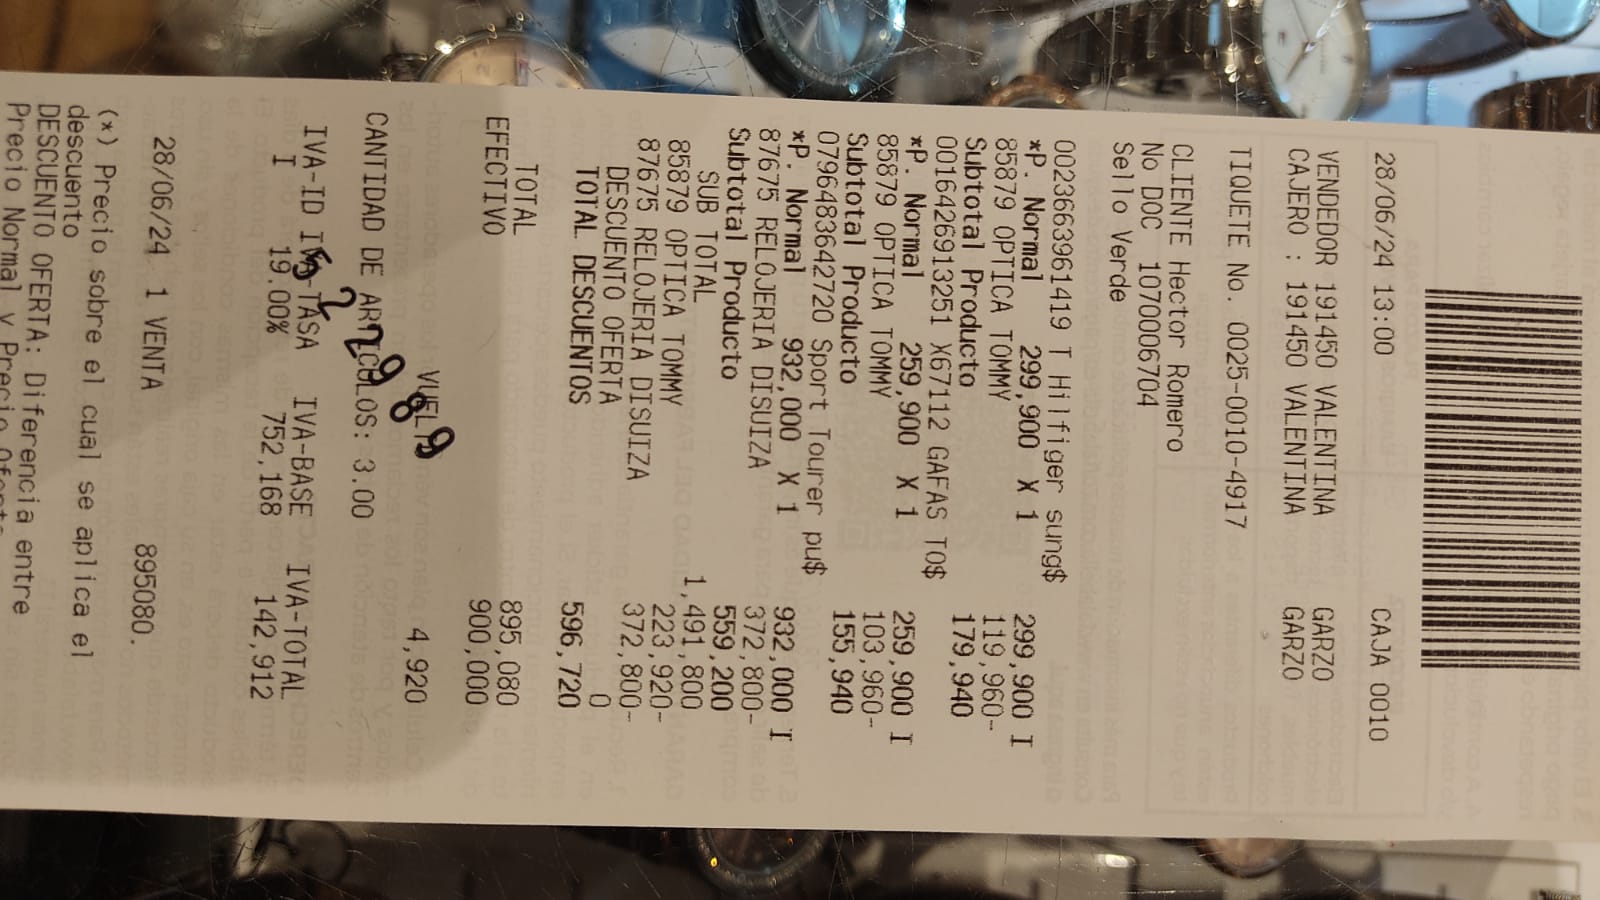 28/06/24 13:00 CAJA 0010
VENDEDOR 191450 VALENTINA GARZO
CAJERO : 191450 VALENTINA GARZO
TIQUETE No. 0025-0010-4917
CLIENTE Hector Romero
No DOC 1070006704
Sello Verde
0023663961419 T Hilfiger sung$ 299,900 I
*P. Normal 299,900 X 1
85879 OPTICA TOMMY 119,960-
Subtotal Producto 179,940
0016426913251 X67112 GAFAS TO$ 259,900 I
*P. Normal 259,900 X 1
85879 OPTICA TOMMY 103,960-
Subtotal Producto 155,940
0796483642720 Sport Tourer pu$ 932,000 I
*P. Normal 932,000 X 1
87675 RELOJERIA DISUIZA 372,800-
Subtotal Producto 559,200
SUB TOTAL 1,491,800
85879 OPTICA TOMMY 223,920-
87675 RELOJERIA DISUIZA 372,800-
DESCUENTO OFERTA 0
TOTAL DESCUENTOS 596,720
TOTAL 895,080
EFECTIVO 900,000
VUELTO 4,920
CANTIDAD DE ARTICULOS: 3.00
522989
IVA-ID IVA-TASA IVA-BASE IVA-TOTAL
I 19.00% 752,168 142,912
28/06/24 1 VENTA 895080.
(*) Precio sobre el cual se aplica el
descuento
DESCUENTO OFERTA: Diferencia entre
Precio Normal y Precio Oferta